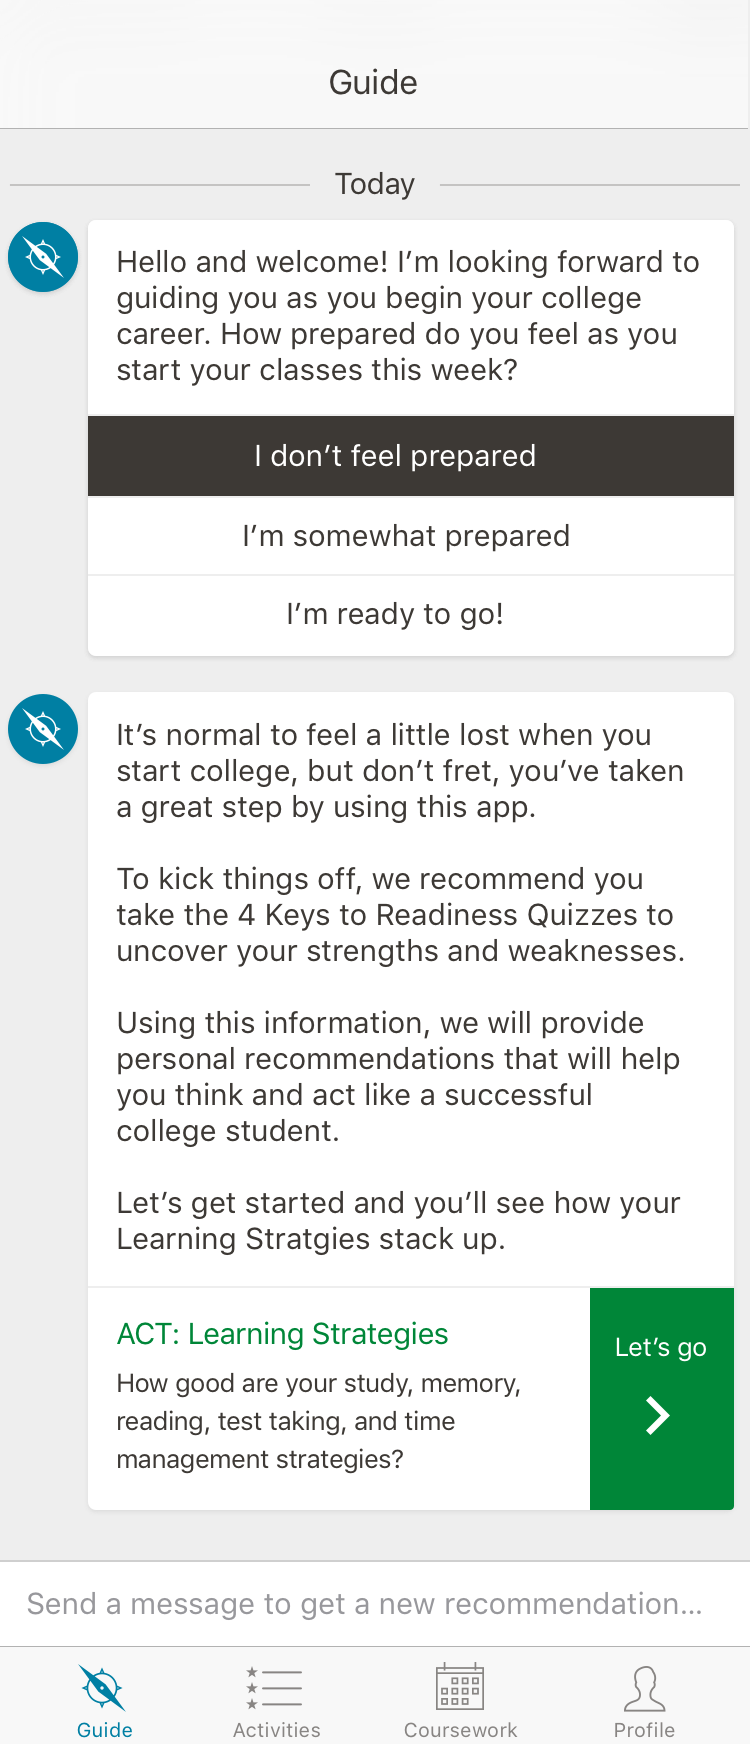 Guide
Today
Hello and welcome! I’m looking forward to
guiding you as you begin your college
career. How prepared do you feel as you
start your classes this week?
I don’t feel prepared
I’m somewhat prepared
I’m ready to go!
It’s normal to feel a little lost when you
start college, but don’t fret, you’ve taken
a great step by using this app.
To kick things off, we recommend you
take the 4 Keys to Readiness Quizzes to
uncover your strengths and weaknesses.
Using this information, we will provide
personal recommendations that will help
you think and act like a successful
college student.
Let’s get started and you’ll see how your
Learning Stratgies stack up.
ACT: Learning Strategies
How good are your study, memory,
reading, test taking, and time
management strategies?
Let’s go
Send a message to get a new recommendation...
Guide
Activities
Coursework
Profile